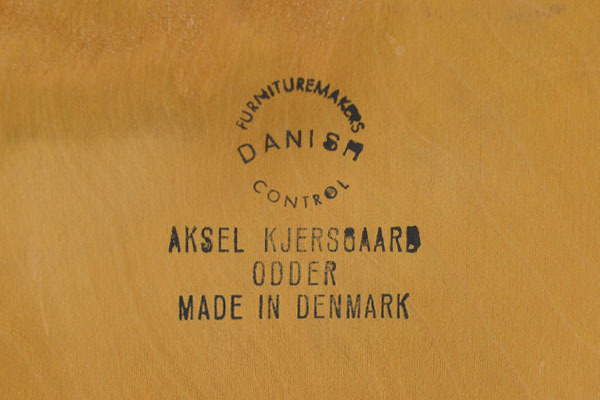 FURNITUREMAKERS
DANISH
CONTROL
AKSEL KJERSGAARD
ODDER
MADE IN DENMARK